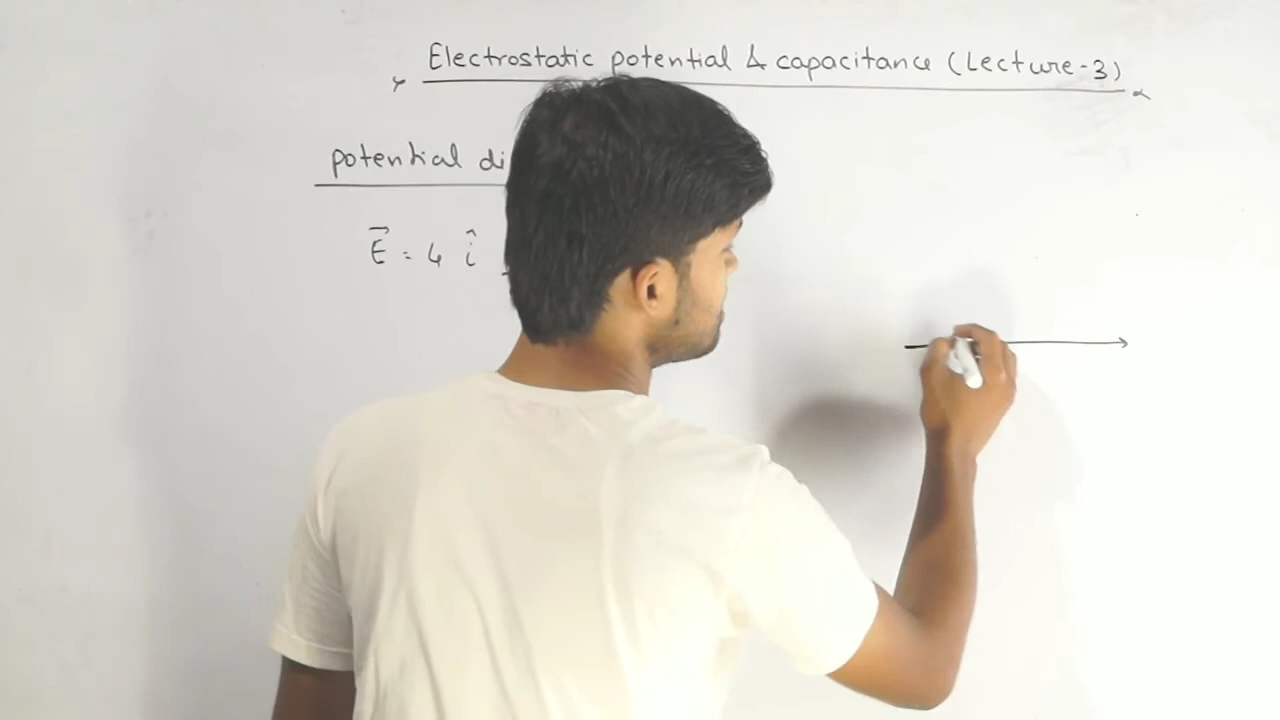 Electrostatic potential & capacitance (Lecture-3)
potential di
E⃗ = 4 î